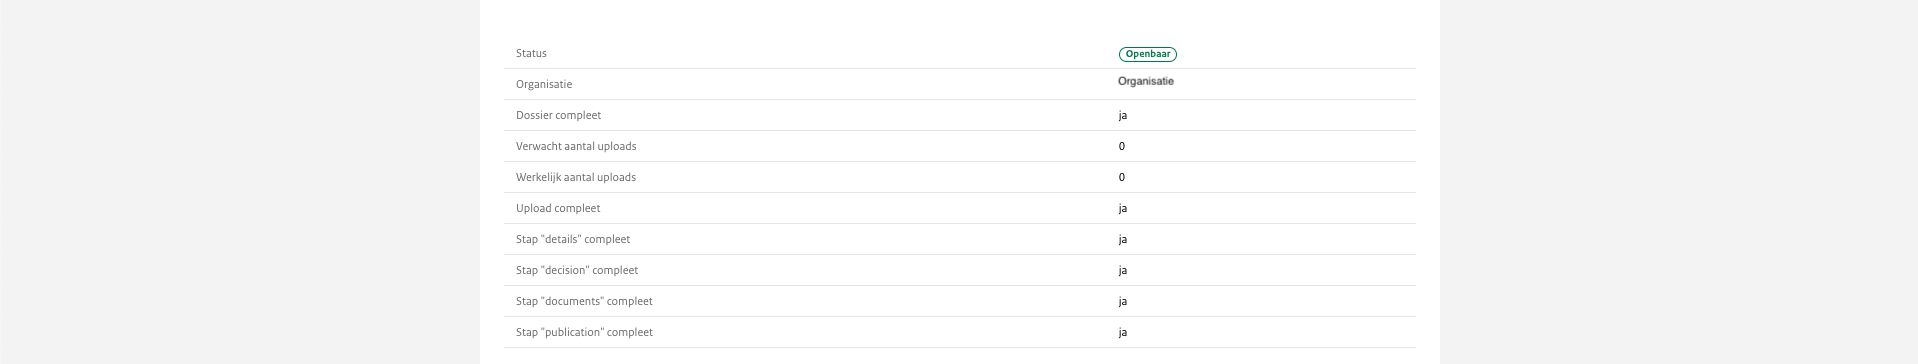 Status Openbaar
Organisatie Organisatie
Dossier compleet ja
Verwacht aantal uploads 0
Werkelijk aantal uploads 0
Upload compleet ja
Stap "details" compleet ja
Stap "decision" compleet ja
Stap "documents" compleet ja
Stap "publication" compleet ja